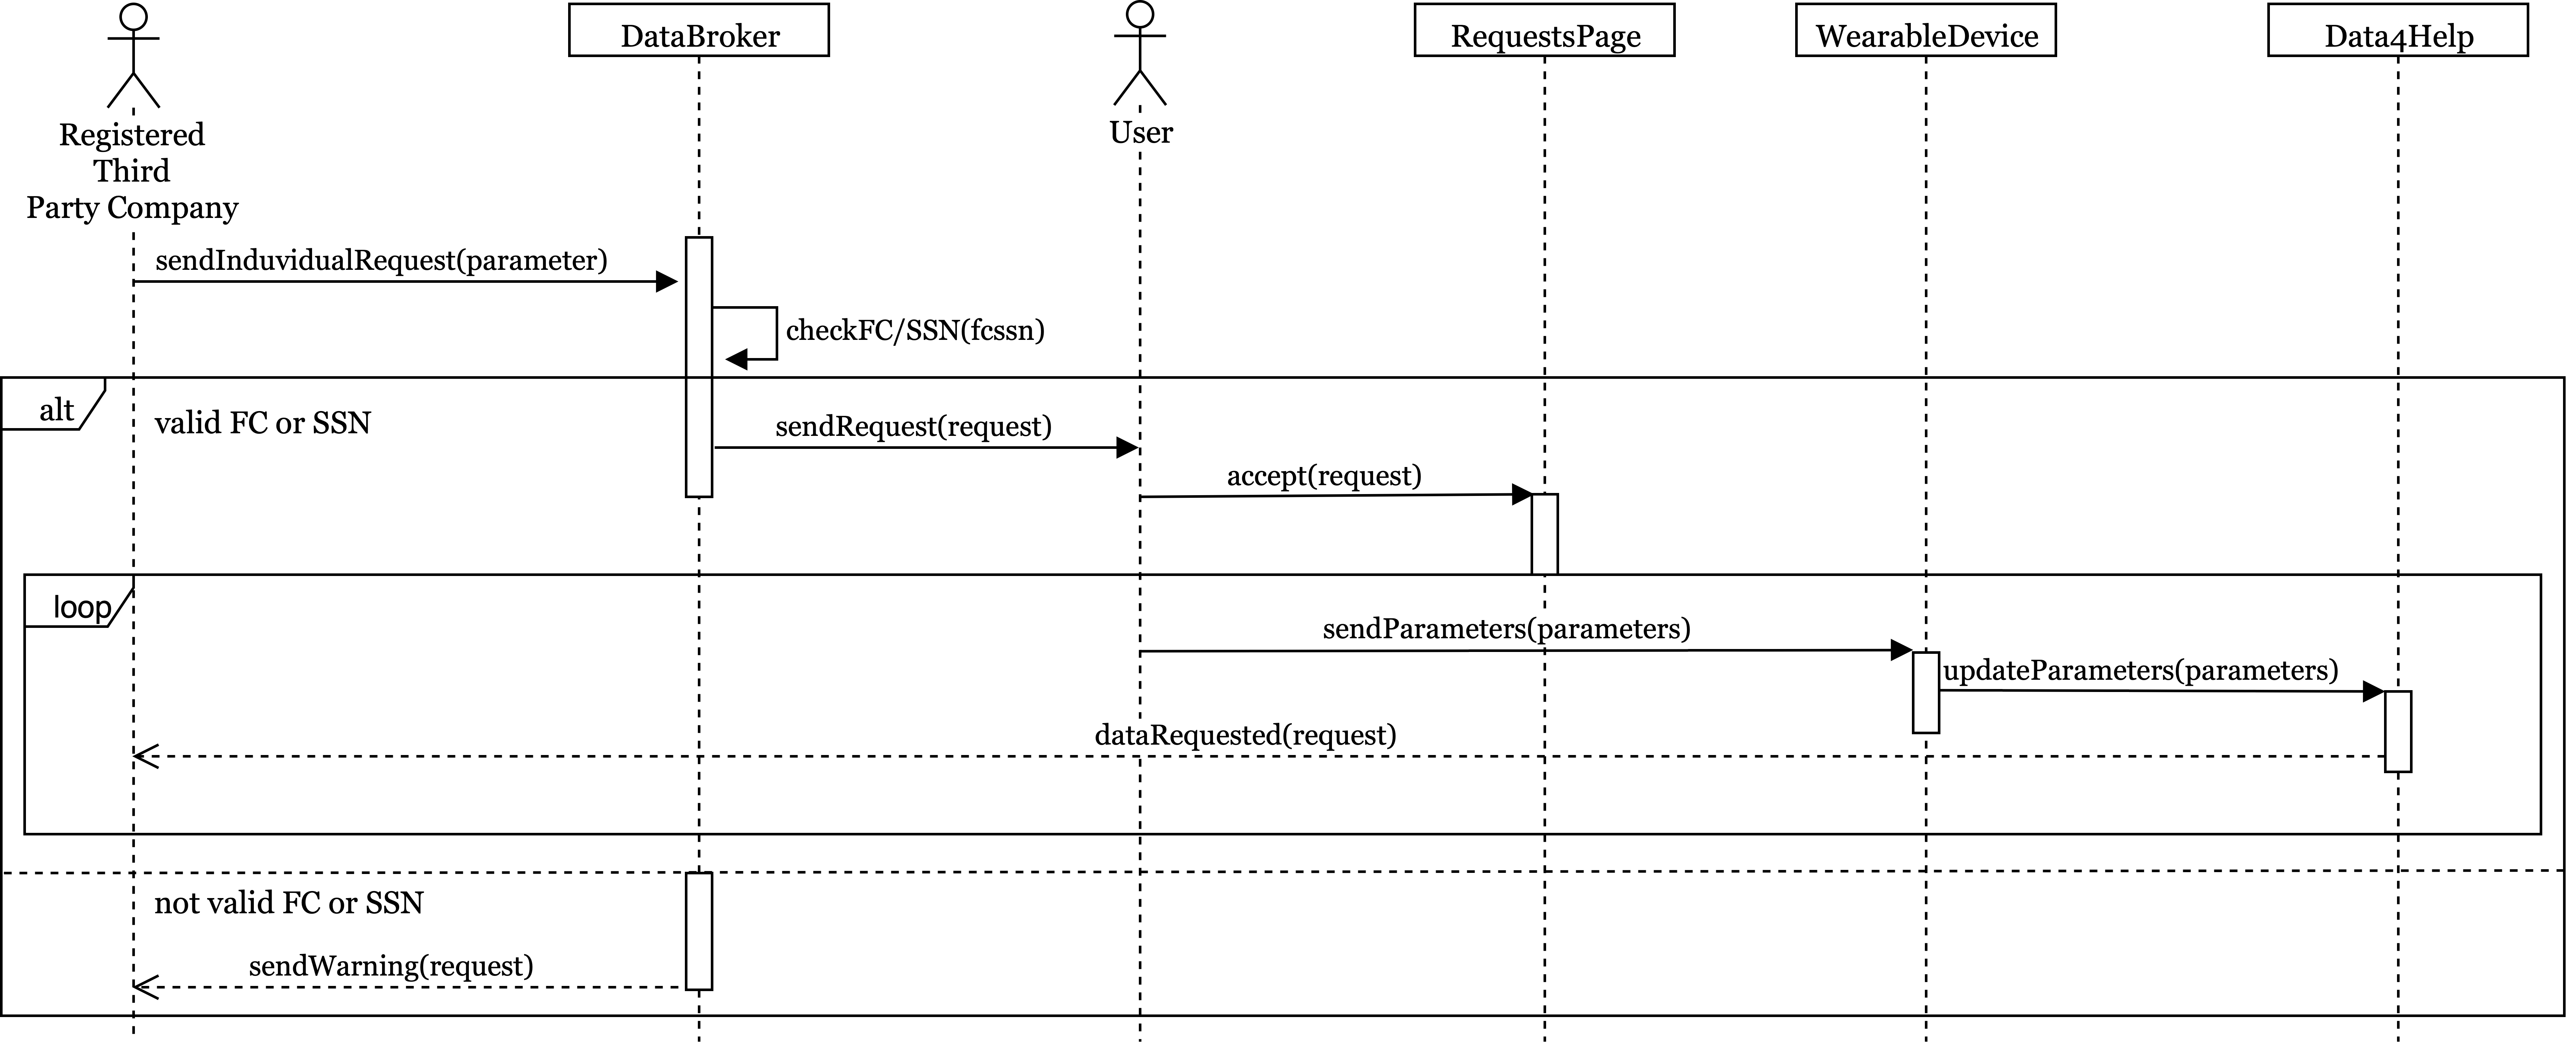 DataBroker
RequestsPage
WearableDevice
Data4Help
Registered
Third
Party Company
User
sendInduvidualRequest(parameter)
checkFC/SSN(fcssn)
alt
valid FC or SSN
sendRequest(request)
accept(request)
loop
sendParameters(parameters)
updateParameters(parameters)
dataRequested(request)
not valid FC or SSN
sendWarning(request)